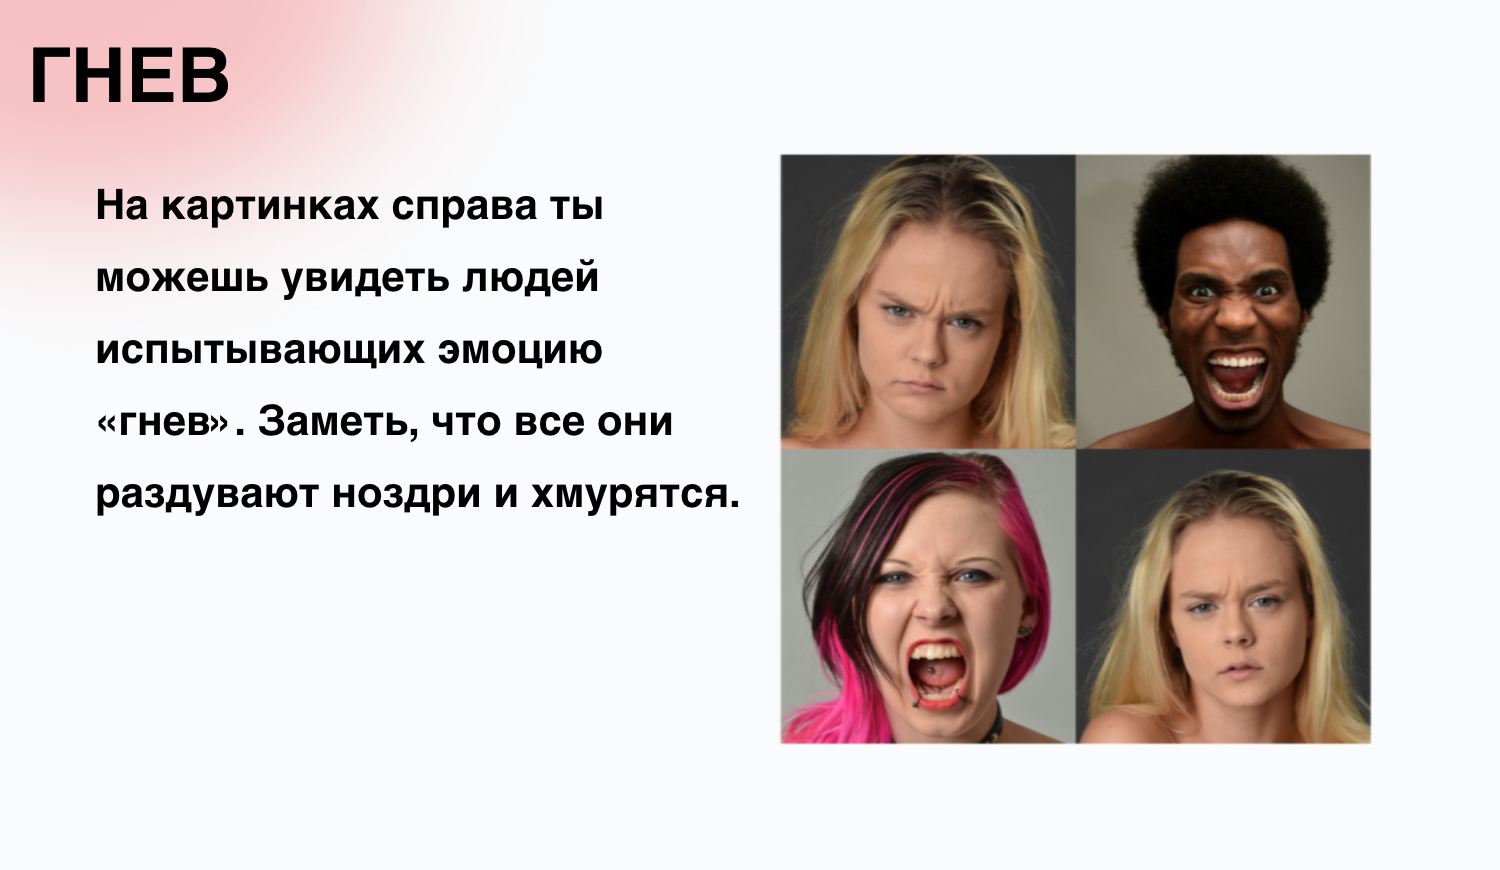 ГНЕВ
На картинках справа ты
можешь увидеть людей
испытывающих эмоцию
«гнев». Заметь, что все они
раздувают ноздри и хмурятся.